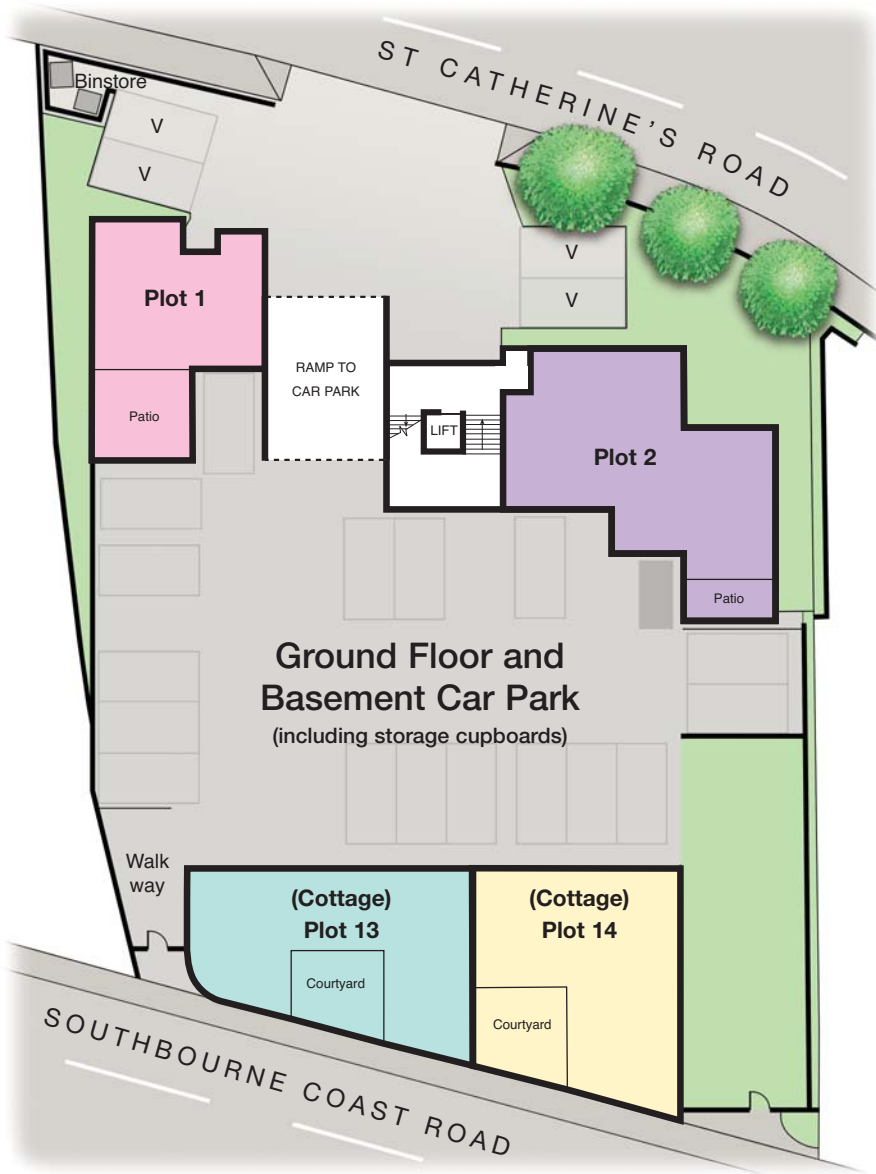 ST CATHERINE'S ROAD
Binstore
V
V
V
V
Plot 1
Patio
RAMP TO
CAR PARK
LIFT
Plot 2
Patio
Ground Floor and
Basement Car Park
(including storage cupboards)
Walk
way
(Cottage)
Plot 13
Courtyard
(Cottage)
Plot 14
Courtyard
SOUTHBOURNE COAST ROAD